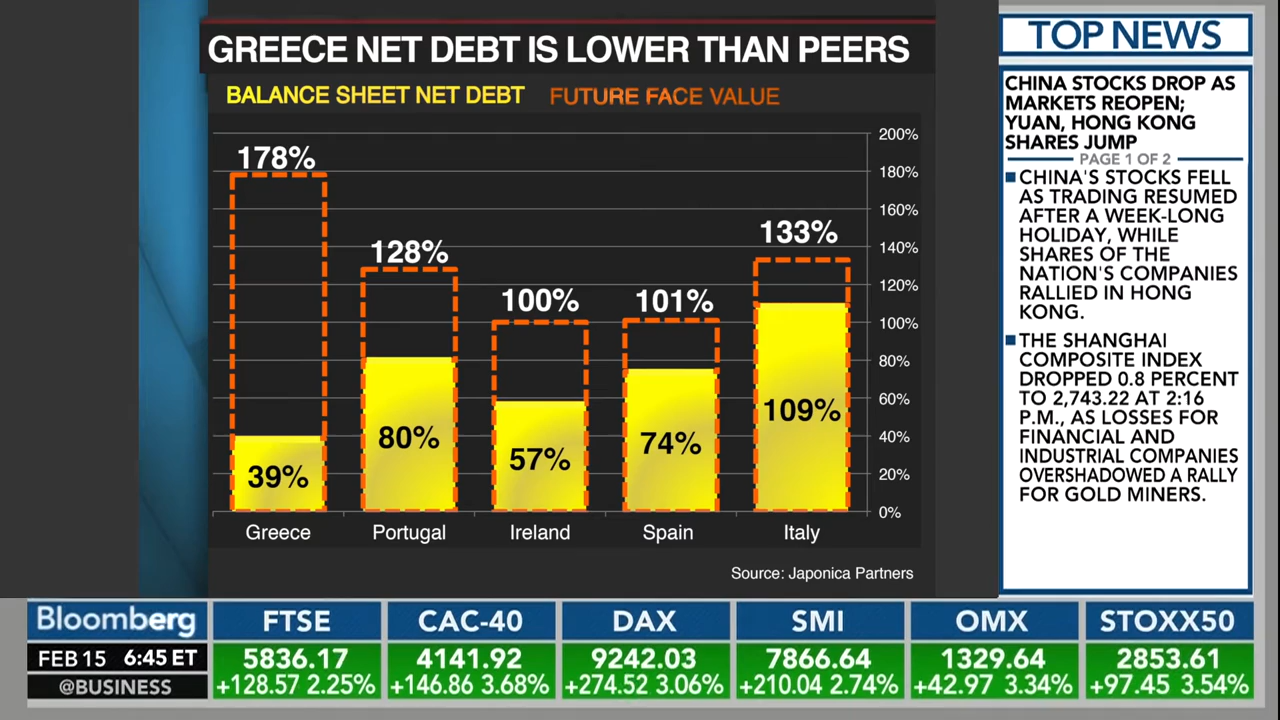 GREECE NET DEBT IS LOWER THAN PEERS
BALANCE SHEET NET DEBT FUTURE FACE VALUE
200%
180%
160%
140%
120%
100%
80%
60%
40%
20%
0%
178%
128%
100%
101%
133%
39%
80%
57%
74%
109%
Greece Portugal Ireland Spain Italy
Source: Japonica Partners
TOP NEWS
CHINA STOCKS DROP AS
MARKETS REOPEN;
YUAN, HONG KONG
SHARES JUMP
PAGE 1 OF 2
CHINA'S STOCKS FELL
AS TRADING RESUMED
AFTER A WEEK-LONG
HOLIDAY, WHILE
SHARES OF THE
NATION'S COMPANIES
RALLIED IN HONG
KONG.
THE SHANGHAI
COMPOSITE INDEX
DROPPED 0.8 PERCENT
TO 2,743.22 AT 2:16
P.M., AS LOSSES FOR
FINANCIAL AND
INDUSTRIAL COMPANIES
OVERSHADOWED A RALLY
FOR GOLD MINERS.
Bloomberg
FEB 15 6:45 ET
@BUSINESS
FTSE
5836.17
+128.57 2.25%
CAC-40
4141.92
+146.86 3.68%
DAX
9242.03
+274.52 3.06%
SMI
7866.64
+210.04 2.74%
OMX
1329.64
+42.97 3.34%
STOXX50
2853.61
+97.45 3.54%